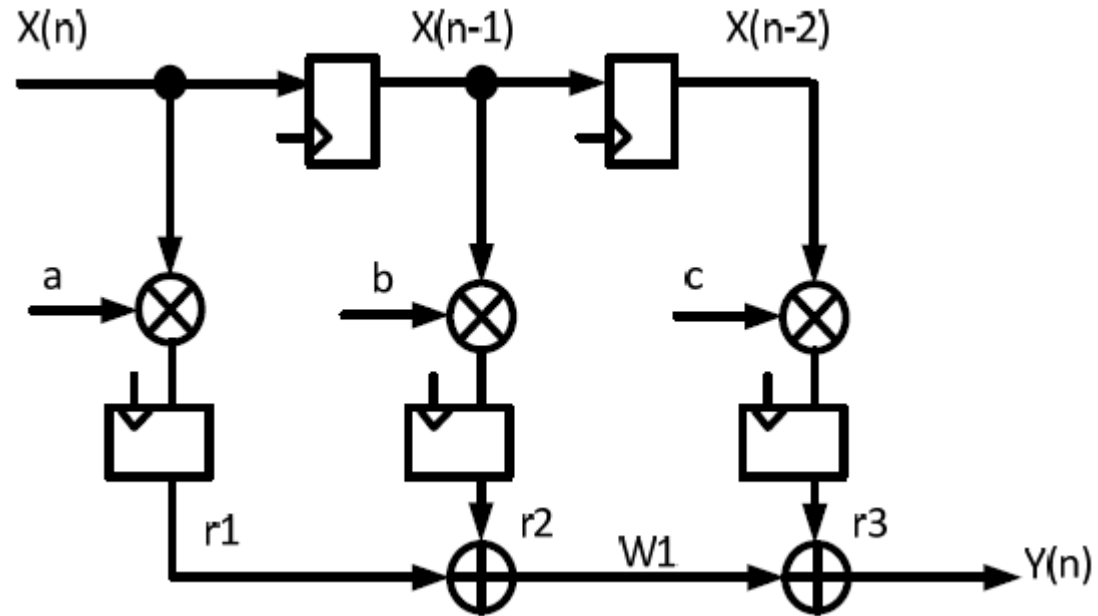 X(n)
X(n-1)
X(n-2)
a
b
c
r1
r2
W1
r3
Y(n)